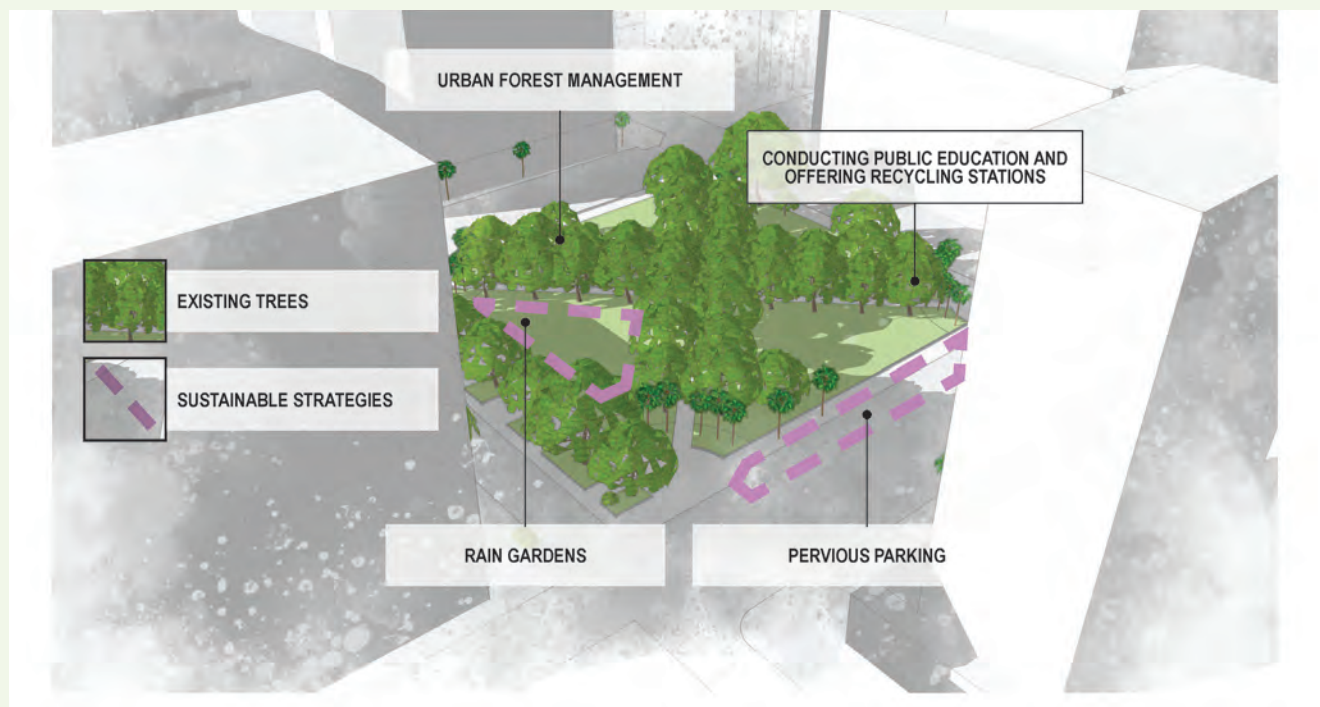 URBAN FOREST MANAGEMENT
CONDUCTING PUBLIC EDUCATION AND
OFFERING RECYCLING STATIONS
EXISTING TREES
SUSTAINABLE STRATEGIES
RAIN GARDENS
PERVIOUS PARKING